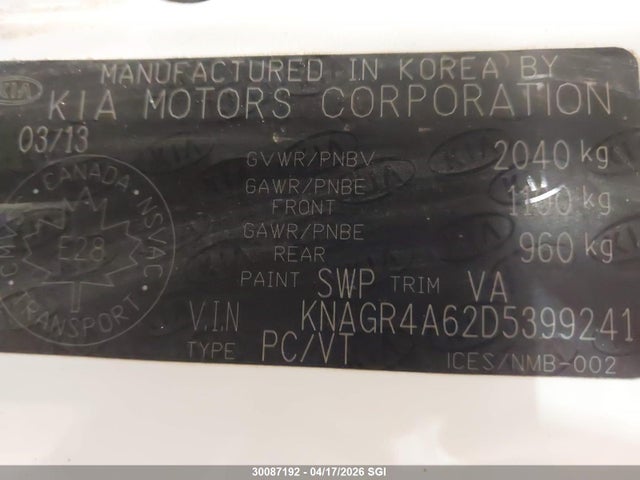 MANUFACTURED IN KOREA BY
KIA
KIA MOTORS CORPORATION
03/13
GVWR/PNBV 2040 kg
GAWR/PNBE FRONT 1100 kg
GAWR/PNBE REAR 960 kg
PAINT SWP TRIM VA
V.I.N KNAGR4A62D5399241
TYPE PC/VT ICES/NMB-002
CANADA NSVAC
TRANSPORT
E28
30087192 - 04/17/2026 SGI